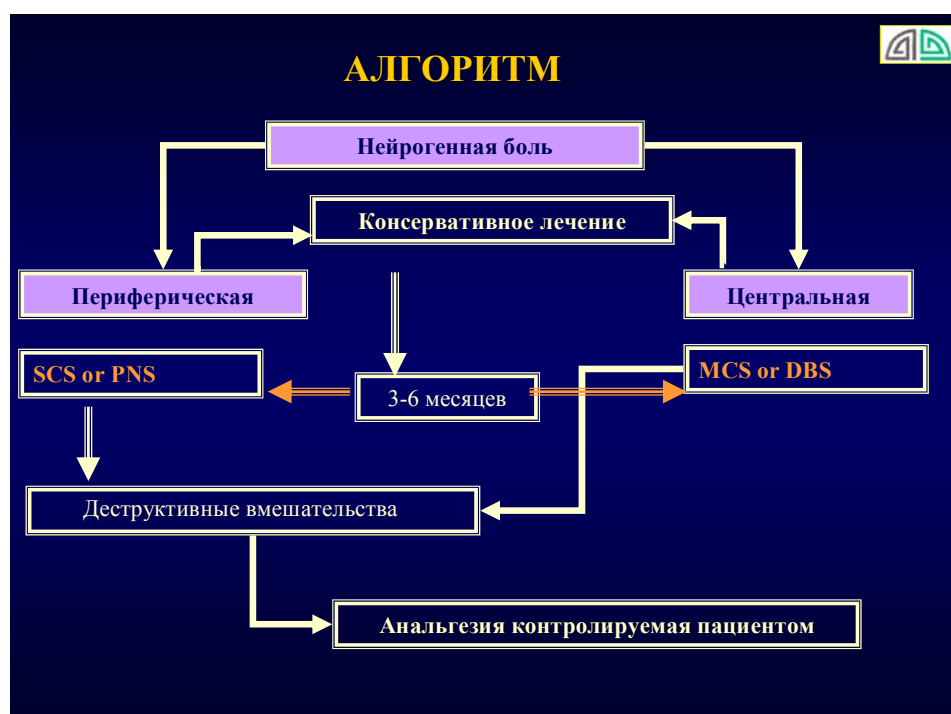 АЛГОРИТМ
Нейрогенная боль
Консервативное лечение
Периферическая
Центральная
SCS or PNS
MCS or DBS
3-6 месяцев
Деструктивные вмешательства
Анальгезия контролируемая пациентом